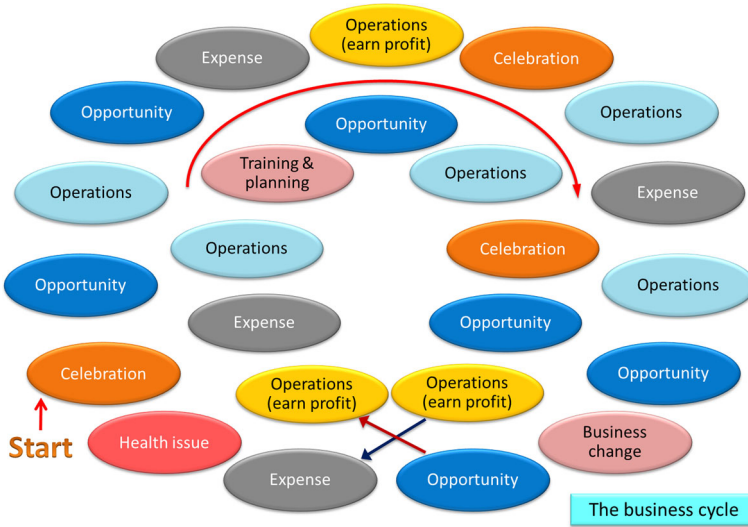 Operations
(earn profit)
Expense
Celebration
Opportunity
Opportunity
Operations
Training &
planning
Operations
Operations
Expense
Operations
Celebration
Opportunity
Operations
Expense
Opportunity
Celebration
Operations
(earn profit)
Operations
(earn profit)
Opportunity
Start
Health issue
Business
change
Expense
Opportunity
The business cycle